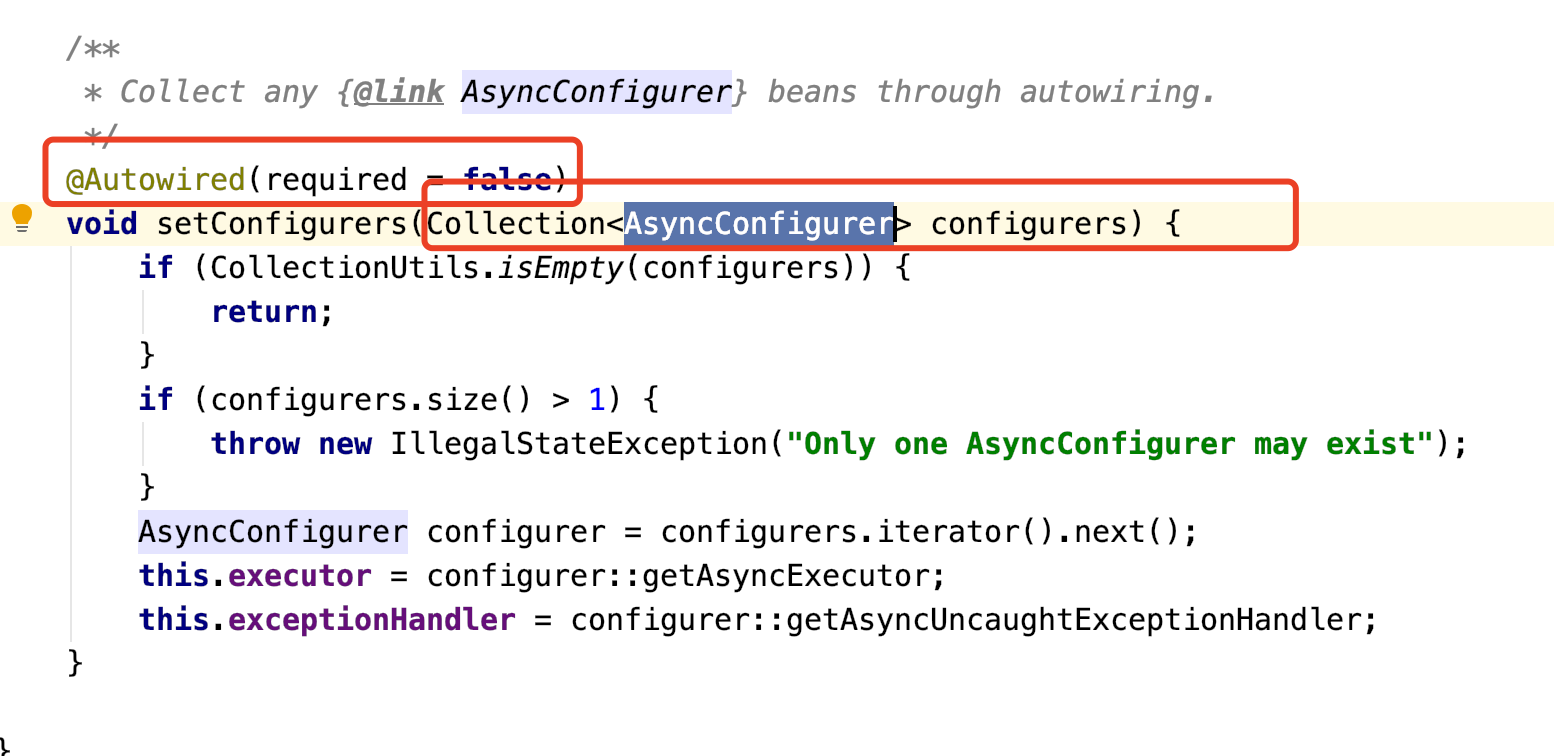 /**
 * Collect any {@link AsyncConfigurer} beans through autowiring.
 */
@Autowired(required = false)
void setConfigurers(Collection<AsyncConfigurer> configurers) {
    if (CollectionUtils.isEmpty(configurers)) {
        return;
    }
    if (configurers.size() > 1) {
        throw new IllegalStateException("Only one AsyncConfigurer may exist");
    }
    AsyncConfigurer configurer = configurers.iterator().next();
    this.executor = configurer::getAsyncExecutor;
    this.exceptionHandler = configurer::getAsyncUncaughtExceptionHandler;
}
}